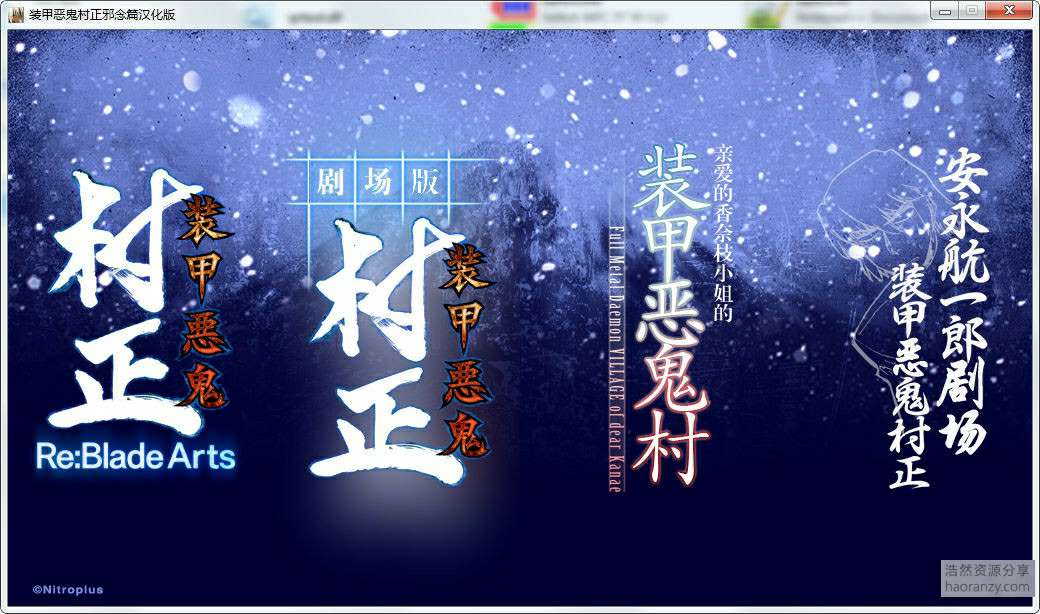 装甲恶鬼村正邪念篇汉化版
装甲悪鬼
村正
Re:Blade Arts
剧场版
装甲悪鬼
村正
亲爱的香奈枝小姐的
装甲恶鬼村
Full Metal Daemon VILLAGE of dear Kanae
安永航一郎剧场
装甲恶鬼村正
©Nitroplus
浩然资源分享
haoranzy.com